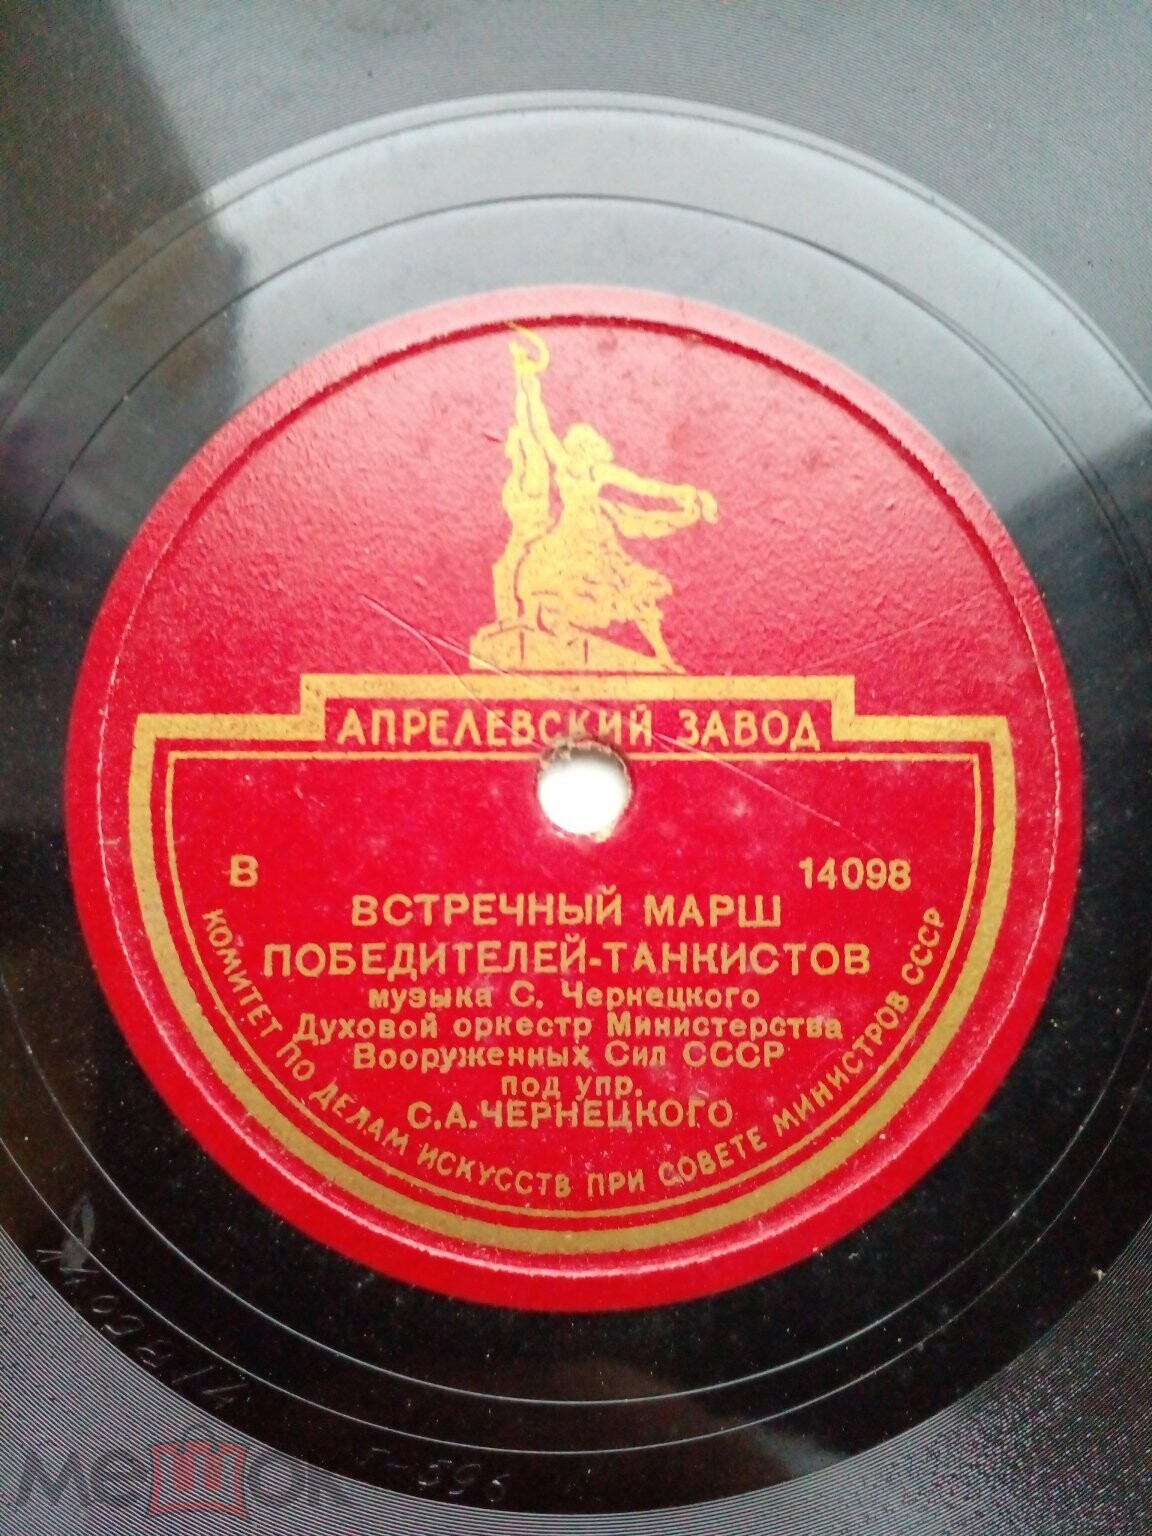 АПРЕЛЕВСКИЙ ЗАВОД
В 14098
ВСТРЕЧНЫЙ МАРШ
ПОБЕДИТЕЛЕЙ-ТАНКИСТОВ
музыка С. Чернецкого
Духовой оркестр Министерства
Вооруженных Сил СССР
под упр.
С.А.ЧЕРНЕЦКОГО
КОМИТЕТ ПО ДЕЛАМ ИСКУССТВ ПРИ СОВЕТЕ МИНИСТРОВ СССР
мешок